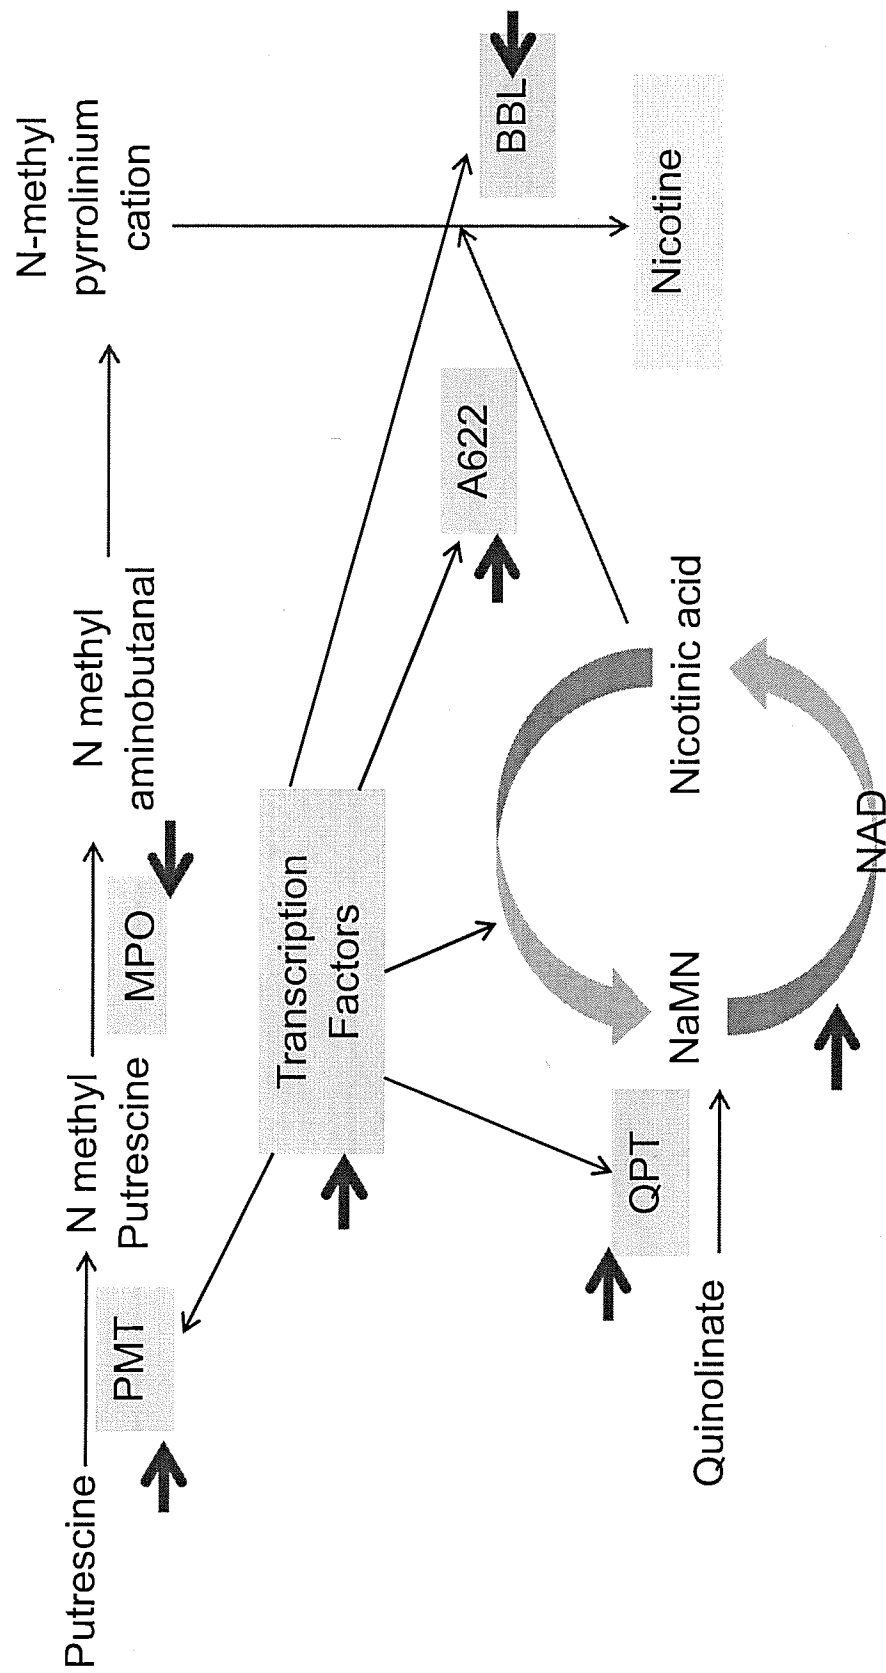 Putrescine
PMT
N methyl
Putrescine
MPO
N methyl
aminobutanal
N-methyl
pyrrolinium
cation
Transcription
Factors
A622
BBL
Quinolinate
QPT
NaMN
NAD
Nicotinic acid
Nicotine